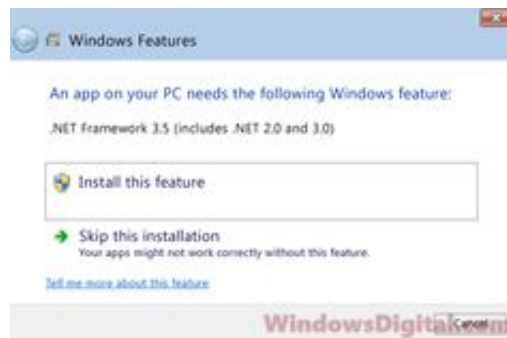 Windows Features
An app on your PC needs the following Windows feature:
.NET Framework 3.5 (includes .NET 2.0 and 3.0)
Install this feature
Skip this installation
Your apps might not work correctly without this feature.
Tell me more about this feature
Cancel
WindowsDigital.com